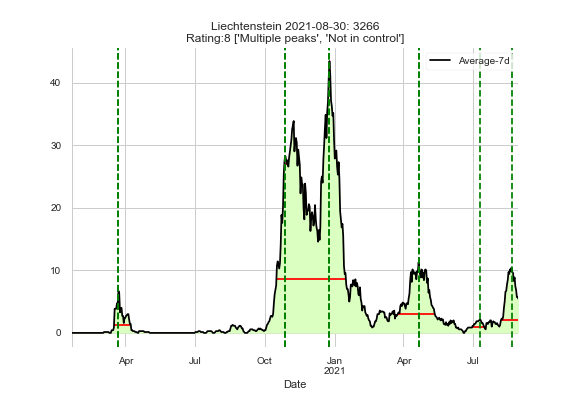 Liechtenstein 2021-08-30: 3266
Rating:8 ['Multiple peaks', 'Not in control']
Average-7d
40
30
20
10
0
Apr Jul Oct Jan Apr Jul
2021
Date